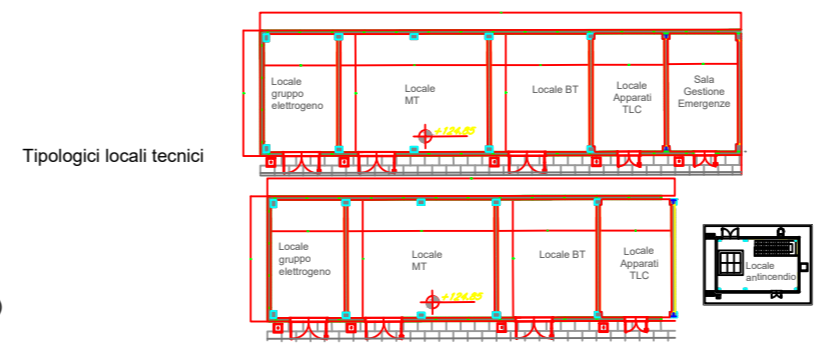 Locale
gruppo
elettrogeno
Locale
MT
Locale BT
Locale
Apparati
TLC
Sala
Gestione
Emergenze
+124.85
Tipologici locali tecnici
Locale
gruppo
elettrogeno
Locale
MT
Locale BT
Locale
Apparati
TLC
+124.85
Locale
antincendio
)